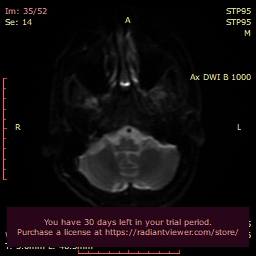 Im: 35/52
Se: 14
A
STP95
STP95
M
Ax DWI B 1000
R
L
You have 30 days left in your trial period.
Purchase a license at https://radiantviewer.com/store/